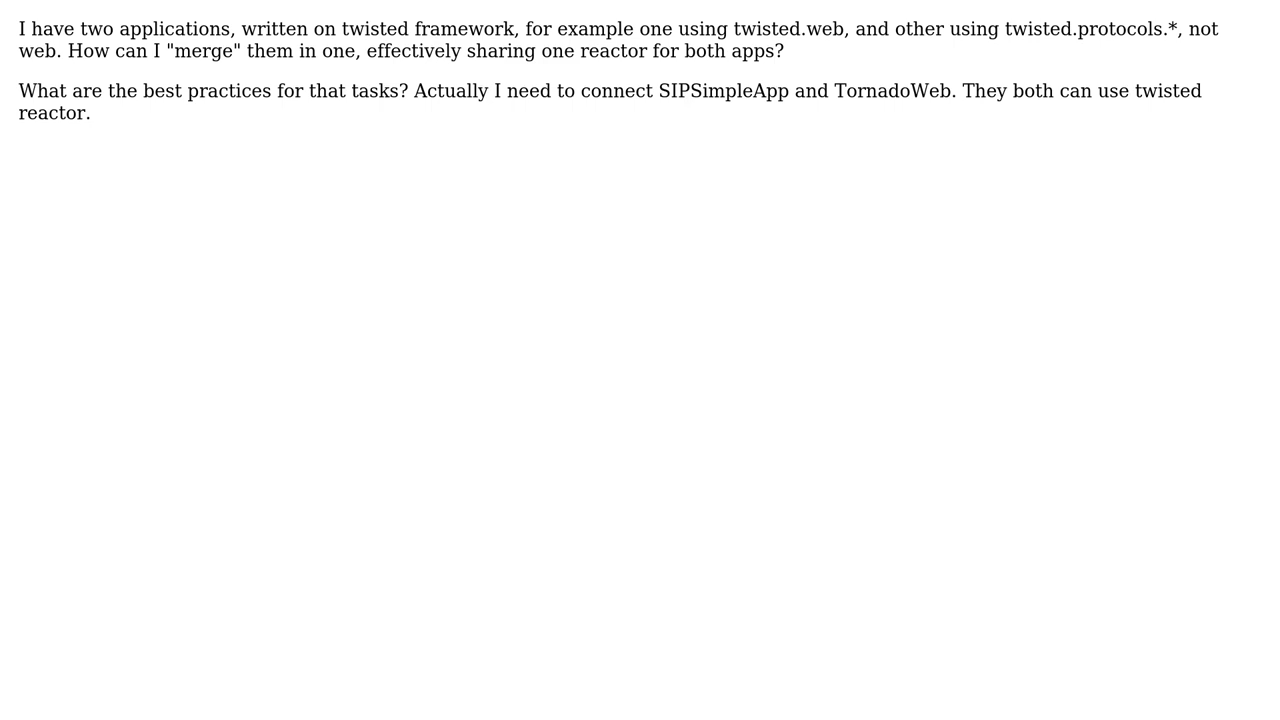 I have two applications, written on twisted framework, for example one using twisted.web, and other using twisted.protocols.*, not
web. How can I "merge" them in one, effectively sharing one reactor for both apps?
What are the best practices for that tasks? Actually I need to connect SIPSimpleApp and TornadoWeb. They both can use twisted
reactor.